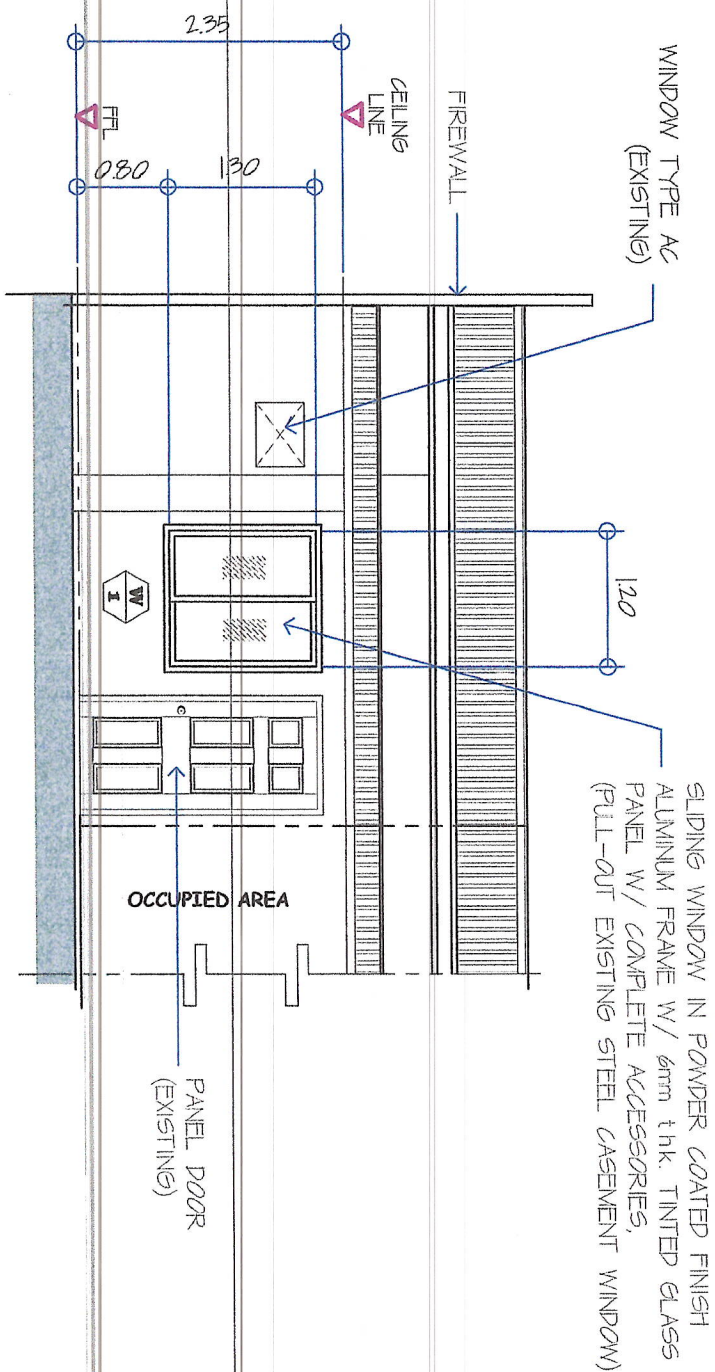 WINDOW TYPE AC
(EXISTING)
FIREWALL
CEILING
LINE
2.35
FFL
0.80
1.30
1.20
SLIDING WINDOW IN POWDER COATED FINISH
ALUMINUM FRAME W/ 6mm thk. TINTED GLASS
PANEL W/ COMPLETE ACCESSORIES,
(PULL-OUT EXISTING STEEL CASEMENT WINDOW)
W
1
OCCUPIED AREA
PANEL DOOR
(EXISTING)